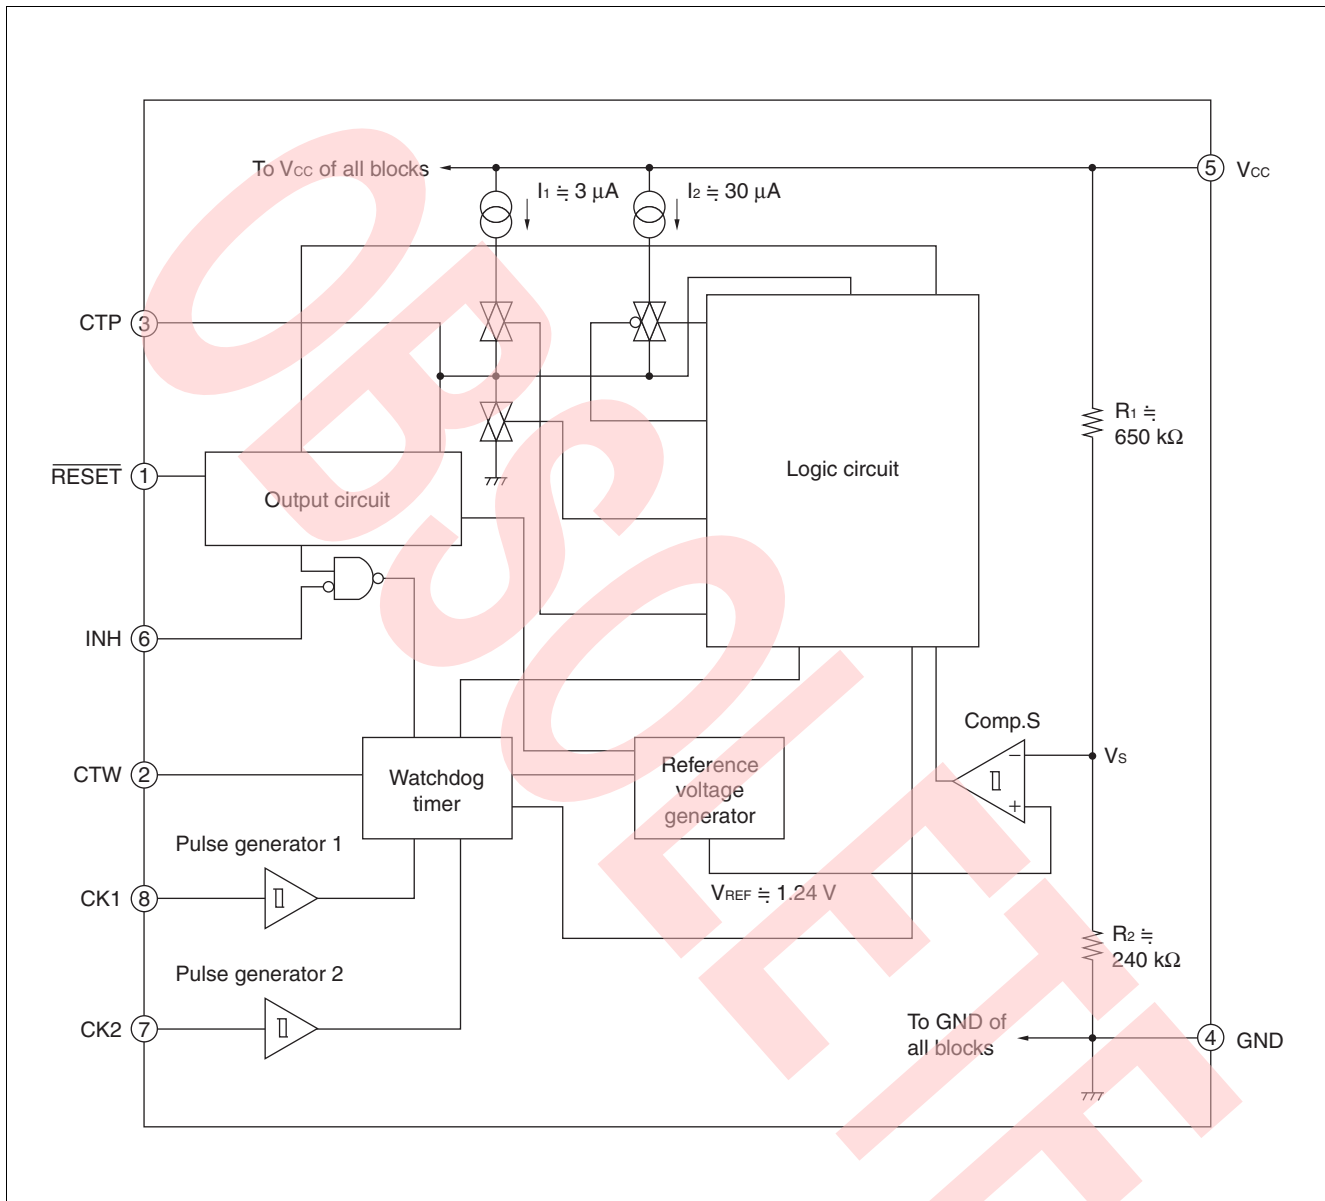 To VCC of all blocks
I1 ≒ 3 μA
I2 ≒ 30 μA
5
VCC
CTP
3
R1 ≒
650 kΩ
RESET
1
Output circuit
Logic circuit
INH
6
Comp.S
–
VS
+
CTW
2
Watchdog
timer
Reference
voltage
generator
Pulse generator 1
VREF ≒ 1.24 V
CK1
8
R2 ≒
240 kΩ
Pulse generator 2
CK2
7
To GND of
all blocks
4
GND
OBSOLETE